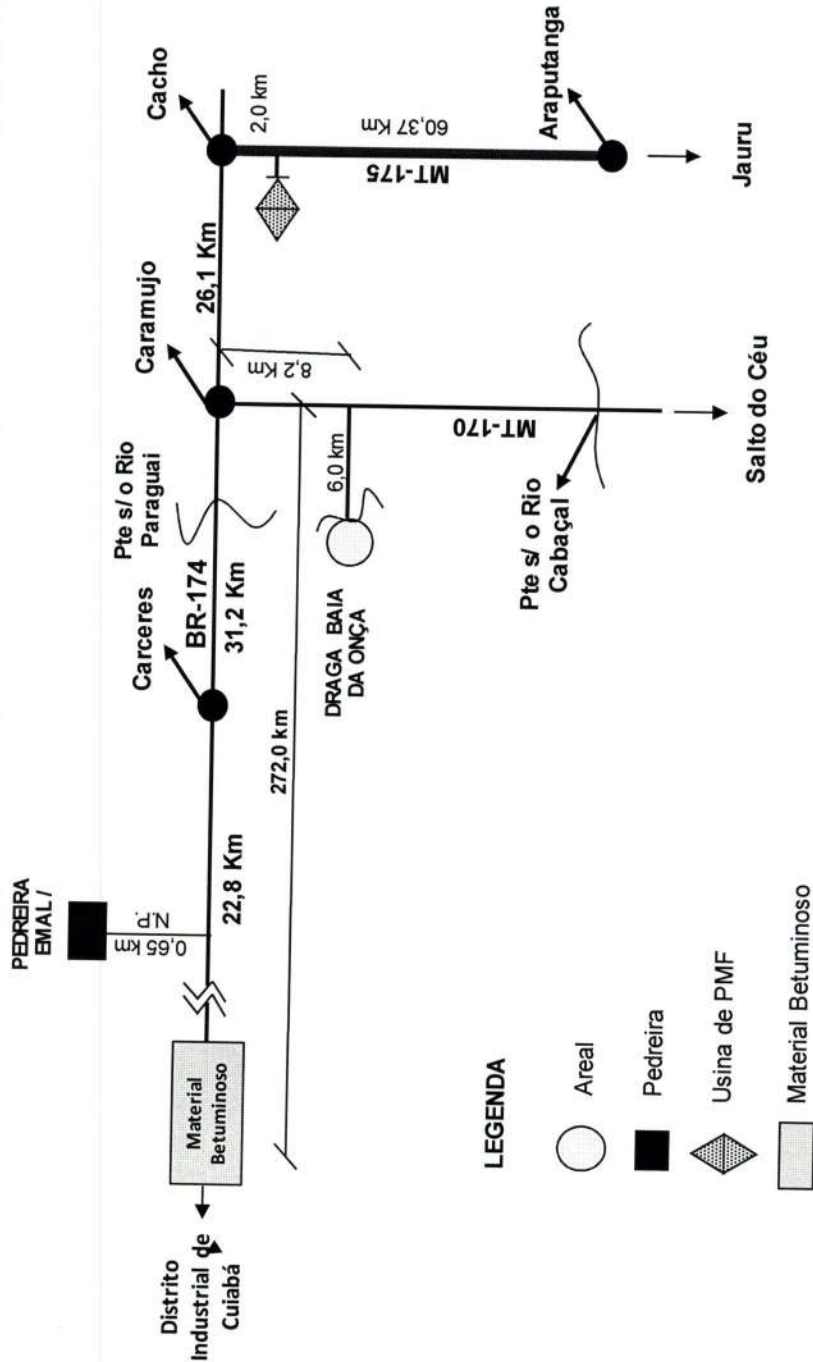 PEDREIRA
EMAL /
N.P.
0,65 km
Distrito
Industrial de
Cuiabá
Material
Betuminoso
22,8 Km
Carceres
BR-174
31,2 Km
Pte s/ o Rio
Paraguai
Caramujo
26,1 Km
Cacho
2,0 km
272,0 km
8,2 Km
6,0 km
DRAGA BAIA
DA ONÇA
MT-170
Pte s/ o Rio
Cabaçal
Salto do Céu
MT-175
60,37 Km
Araputanga
Jauru
LEGENDA
Areal
Pedreira
Usina de PMF
Material Betuminoso